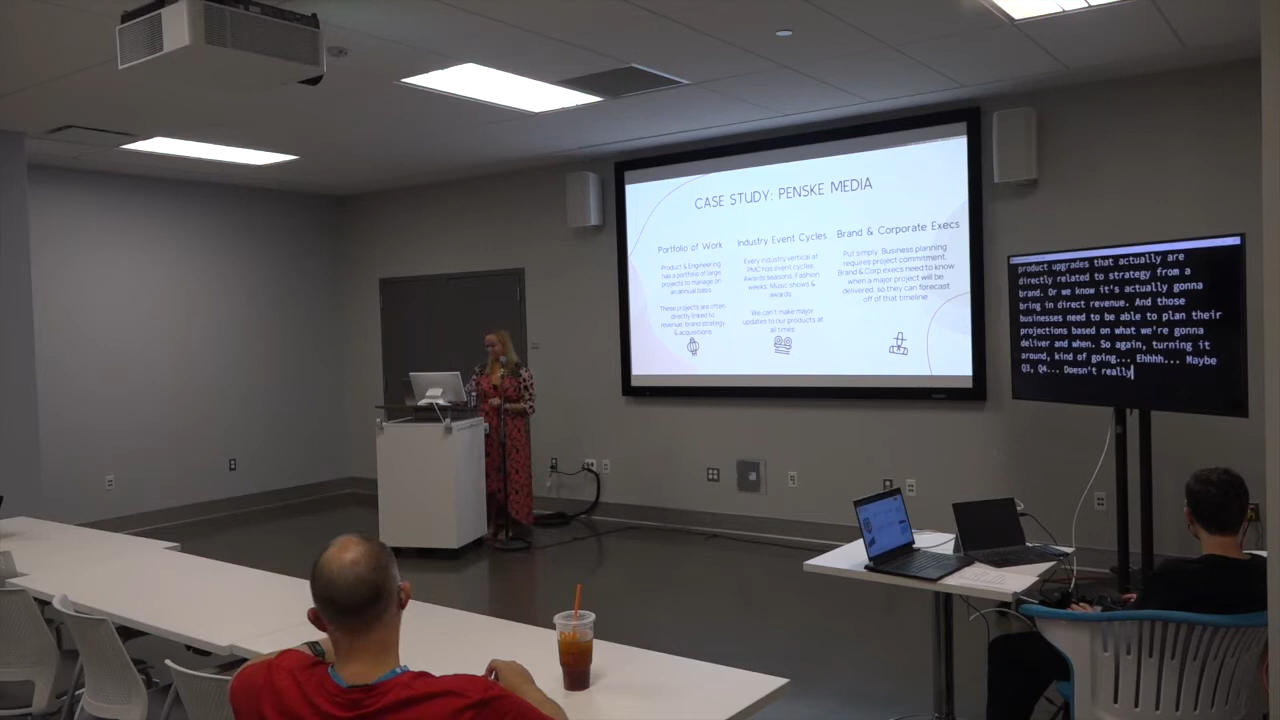 CASE STUDY: PENSKE MEDIA
Portfolio of Work
Product & Engineering
has a portfolio of large
projects to manage on
an annual basis
These projects are often
directly linked to
revenue, brand strategy
& acquisitions
Industry Event Cycles
Every industry vertical at
PMC has event cycles.
Awards seasons, Fashion
weeks, Music shows &
awards.
We can't make major
updates to our products at
all times
Brand & Corporate Execs
Put simply: Business planning
requires project commitment.
Brand & Corp execs need to know
when a major project will be
delivered, so they can forecast
off of that timeline
product upgrades that actually are
directly related to strategy from a
brand. Or we know it's actually gonna
bring in direct revenue. And those
businesses need to be able to plan their
projections based on what we're gonna
deliver and when. So again, turning it
around, kind of going... Ehhhh... Maybe
Q3, Q4... Doesn't really